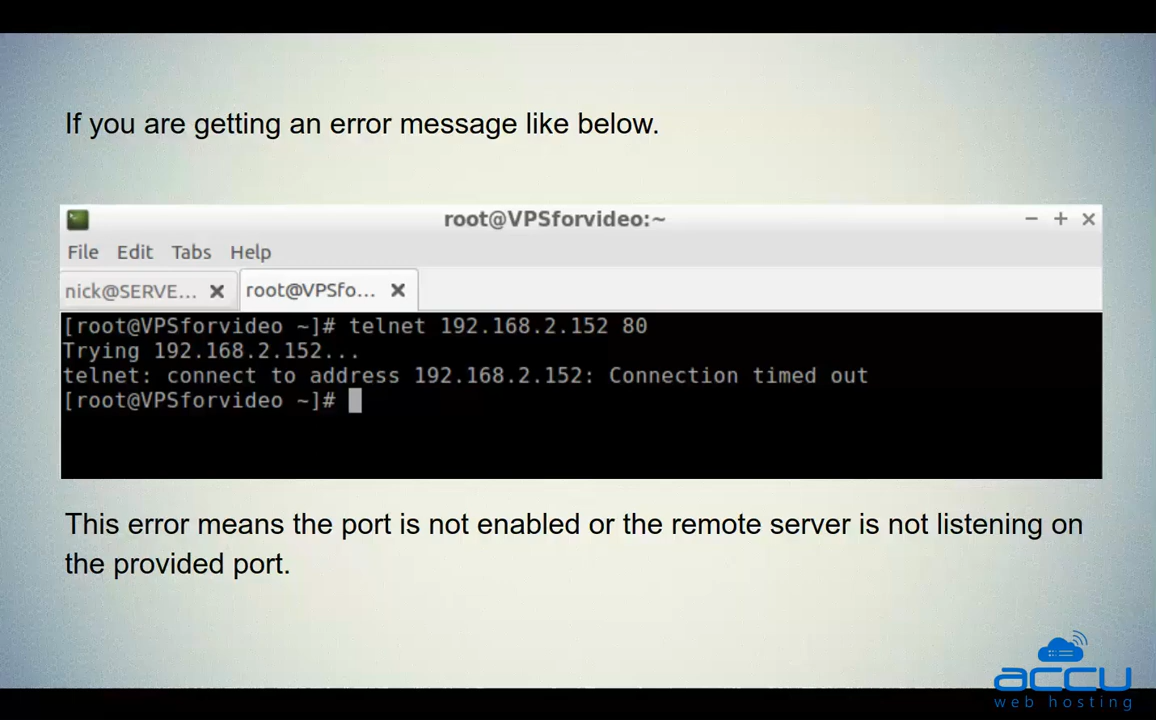 If you are getting an error message like below.
root@VPSforvideo:~
File Edit Tabs Help
nick@SERVE... root@VPSfo...
[root@VPSforvideo ~]# telnet 192.168.2.152 80
Trying 192.168.2.152...
telnet: connect to address 192.168.2.152: Connection timed out
[root@VPSforvideo ~]#
This error means the port is not enabled or the remote server is not listening on
the provided port.
accu
web hosting